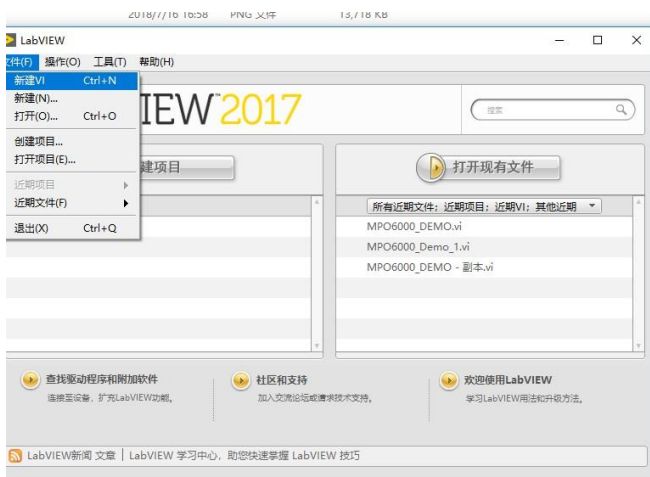 2018/7/16 16:58 PNG 文件 13,718 KB
LabVIEW
文件(F) 操作(O) 工具(T) 帮助(H)
新建VI Ctrl+N
新建(N)...
打开(O)... Ctrl+O
创建项目...
打开项目(E)...
近期项目
近期文件(F)
退出(X) Ctrl+Q
IEW 2017
搜索
建项目
打开现有文件
所有近期文件；近期项目；近期VI；其他近期
MPO6000_DEMO.vi
MPO6000_Demo_1.vi
MPO6000_DEMO - 副本.vi
查找驱动程序和附加软件
连接至设备，扩充LabVIEW功能。
社区和支持
加入交流论坛或请求技术支持。
欢迎使用LabVIEW
学习LabVIEW用法和升级方法。
LabVIEW新闻 文章 | LabVIEW 学习中心，助您快速掌握 LabVIEW 技巧